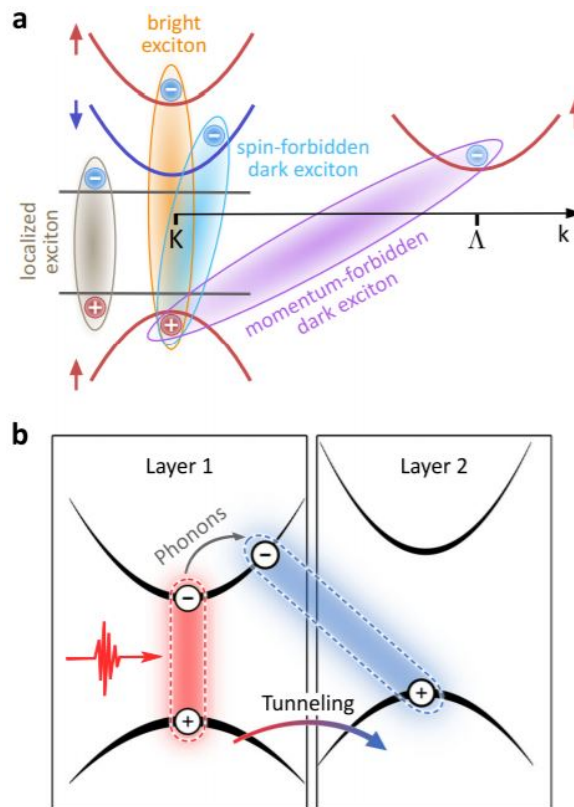 a
bright
exciton
spin-forbidden
dark exciton
localized
exciton
K
Λ
k
momentum-forbidden
dark exciton
b
Layer 1
Layer 2
Phonons
Tunneling